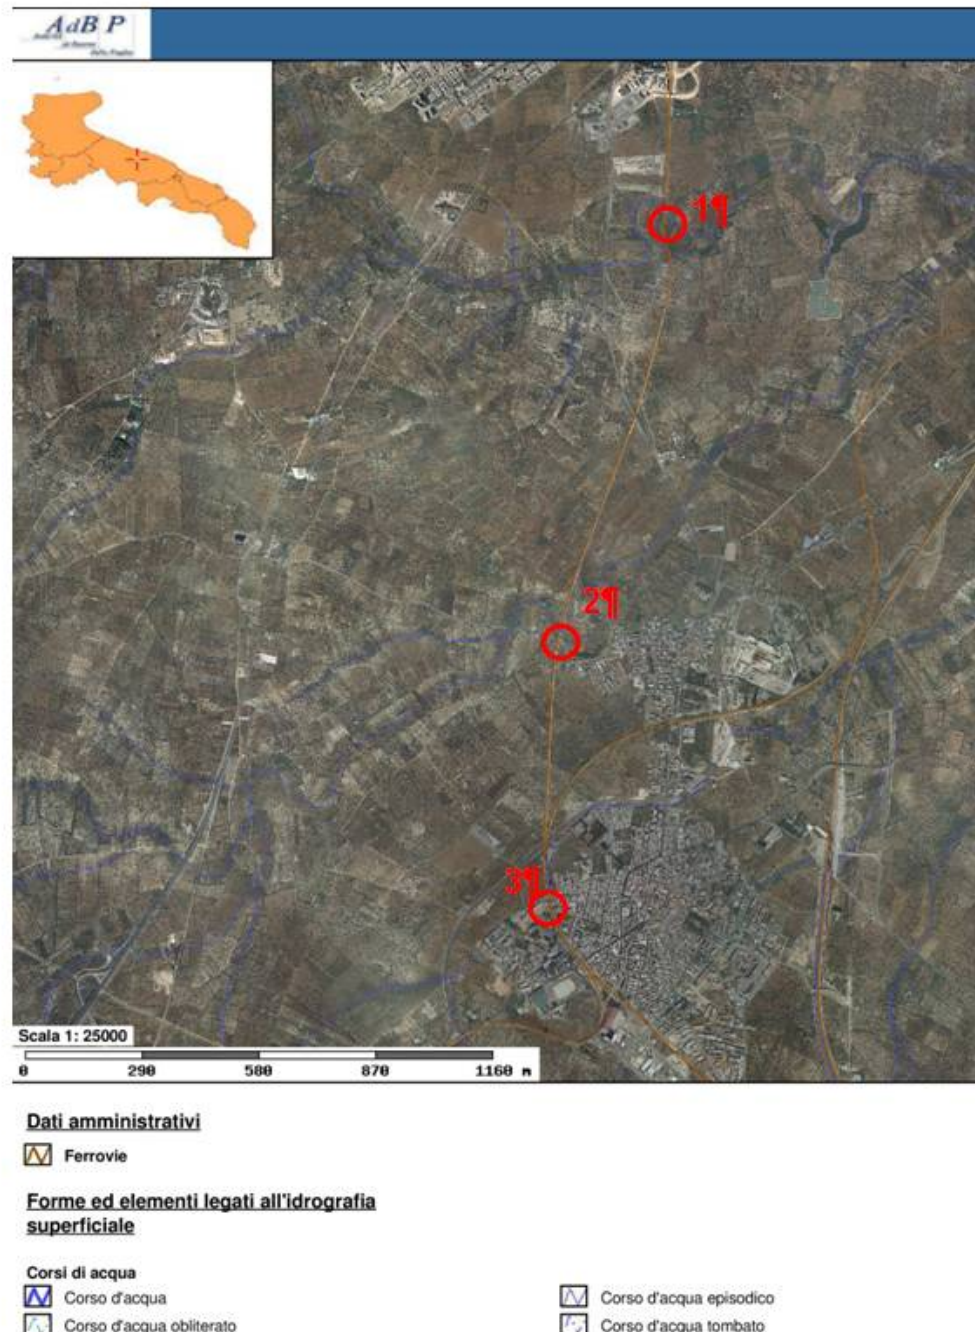 AdB P
1¶
2¶
3¶
Scala 1: 25000
0 290 580 870 1160 m
Dati amministrativi
Ferrovie
Forme ed elementi legati all'idrografia
superficiale
Corsi di acqua
Corso d'acqua
Corso d'acqua episodico
Corso d'acqua obliterato
Corso d'acqua tombato